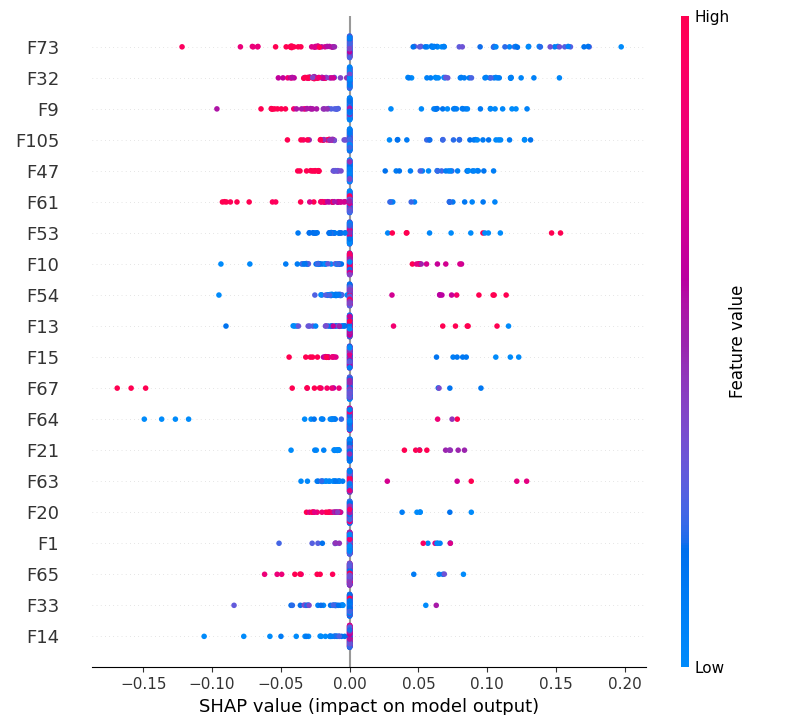 High
F73
F32
F9
F105
F47
F61
F53
F10
F54
F13
F15
F67
F64
F21
F63
F20
F1
F65
F33
F14
Feature value
Low
−0.15 −0.10 −0.05 0.00 0.05 0.10 0.15 0.20
SHAP value (impact on model output)